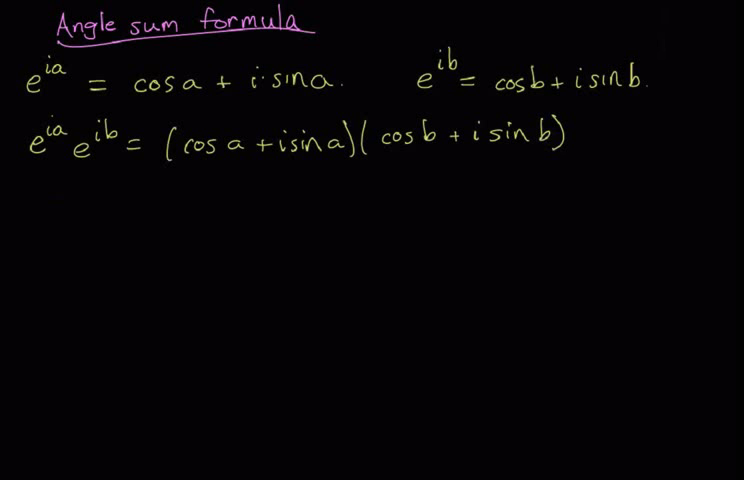 Angle sum formula
e^{ia} = cos a + i·sin a. e^{ib} = cos b + i sin b.
e^{ia} e^{ib} = (cos a + i sin a)(cos b + i sin b)